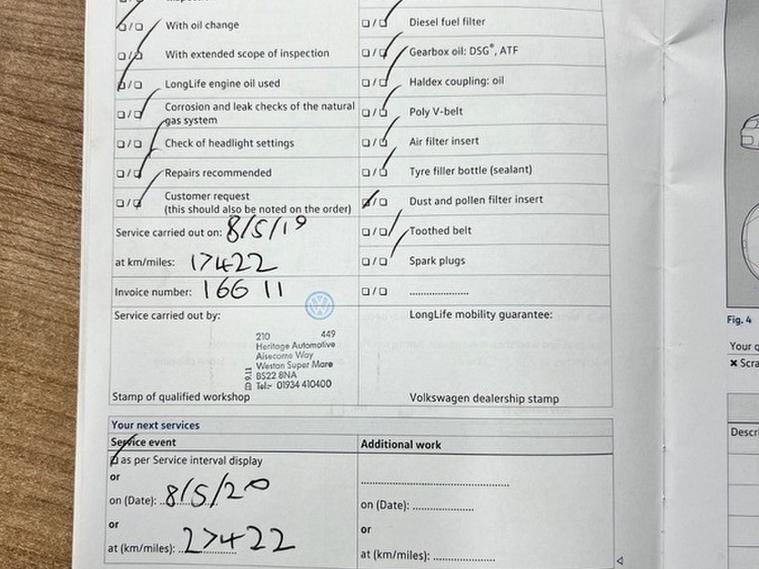 ☑/☐ With oil change
☐/☑ With extended scope of inspection
☑/☐ LongLife engine oil used
☐/☑ Corrosion and leak checks of the natural
gas system
☐/☑ Check of headlight settings
☐/☑ Repairs recommended
☐/☑ Customer request
(this should also be noted on the order)
Service carried out on: 8/5/19
at km/miles: 17422
Invoice number: 166 11
Service carried out by:
210 449
Heritage Automotive
Aisecome Way
Weston Super Mare
BS22 8NA
Tel:- 01934 410400
Stamp of qualified workshop
☐/☑ Diesel fuel filter
☐/☑ Gearbox oil: DSG®, ATF
☐/☑ Haldex coupling: oil
☐/☑ Poly V-belt
☐/☑ Air filter insert
☐/☑ Tyre filler bottle (sealant)
☑/☐ Dust and pollen filter insert
☐/☑ Toothed belt
☐/☑ Spark plugs
☐/☐ ....................
LongLife mobility guarantee:
Volkswagen dealership stamp
Your next services
Service event
☑ as per Service interval display
or
on (Date): 8/5/20
or
at (km/miles): 27422
Additional work
on (Date): ....................
or
at (km/miles): ....................
Fig. 4
Your
✖
Descri